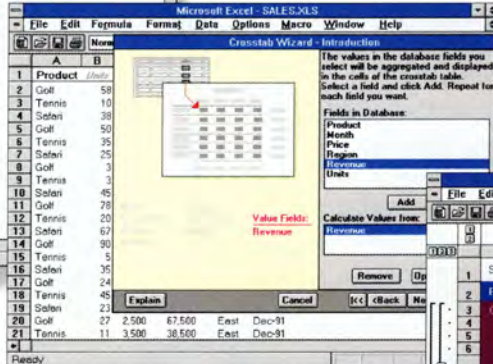 Microsoft Excel - SALES.XLS
File Edit Formula Format Data Options Macro Window Help
Norm
Crosstab Wizard - Introduction
A B
1 Product Units
2 Golf 58
3 Tennis 10
4 Safari 38
5 Golf 50
6 Tennis 35
7 Safari 25
8 Golf 3
9 Tennis 3
10 Safari 45
11 Golf 78
12 Tennis 20
13 Safari 67
14 Golf 90
15 Tennis 5
16 Safari 35
17 Golf 24
18 Tennis 45
19 Safari 23
20 Golf 27 2,500 67,500 East Dec-91
21 Tennis 11 3,500 38,500 East Dec-91
Ready
Value Fields:
Revenue
Explain Cancel |<< <Back Ne
The values in the database fields you
select will be aggregated and displayed
in the cells of the crosstab table.
Select a field and click Add. Repeat for
each field you want.
Fields in Database:
Product
Month
Price
Region
Revenue
Units
Add
Calculate Values from:
Revenue
Remove Op
File Edi
1 2 3
1 S
2
3
4
5
6